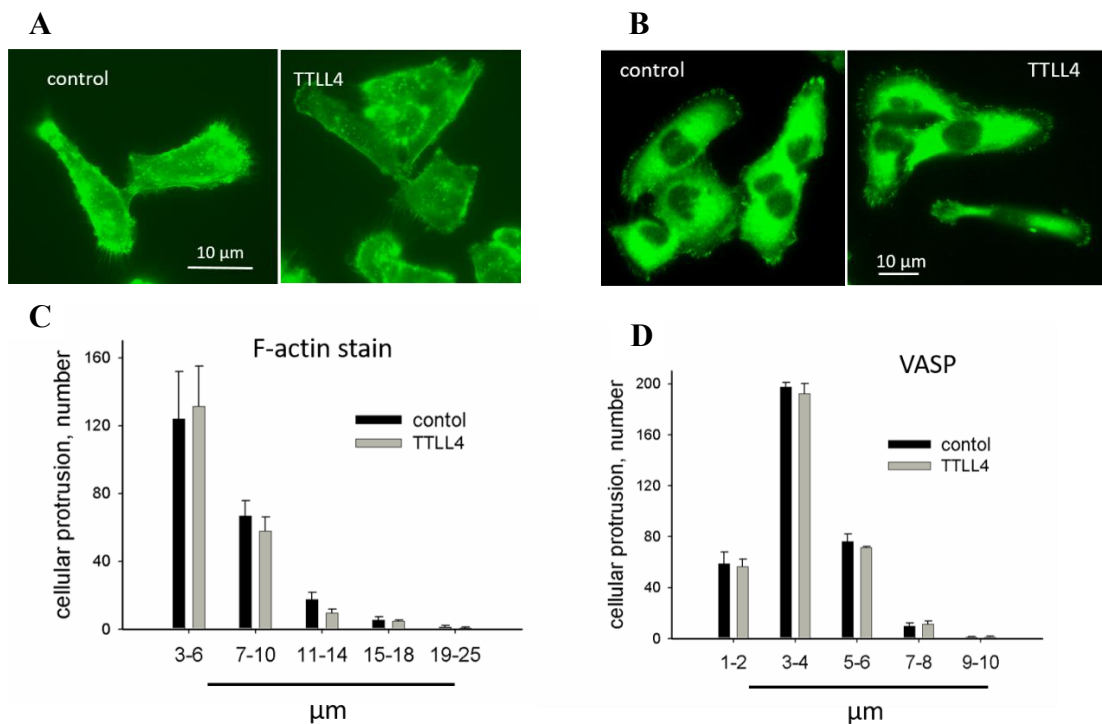 A
control
TTLL4
10 µm
B
control
TTLL4
10 µm
C
F-actin stain
cellular protrusion, number
160
120
80
40
0
contol
TTLL4
3-6 7-10 11-14 15-18 19-25
µm
D
VASP
cellular protrusion, number
200
160
120
80
40
0
contol
TTLL4
1-2 3-4 5-6 7-8 9-10
µm